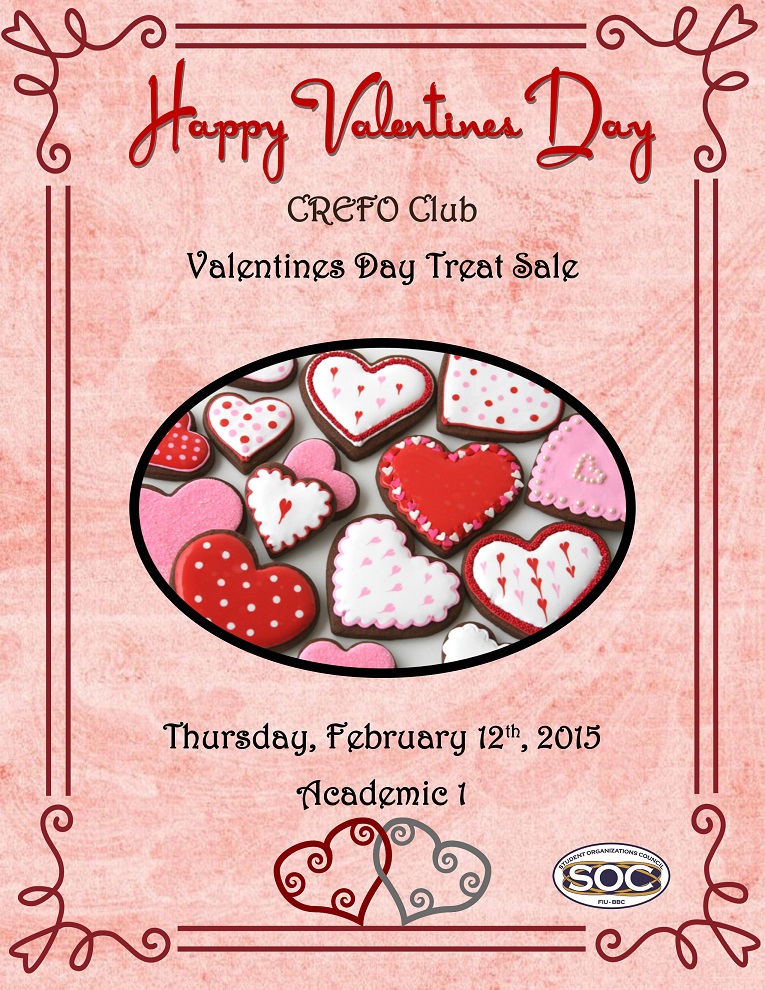 Happy Valentines Day
CREFO Club
Valentines Day Treat Sale
Thursday, February 12th, 2015
Academic 1
STUDENT ORGANIZATIONS COUNCIL
SOC
FIU-BBC